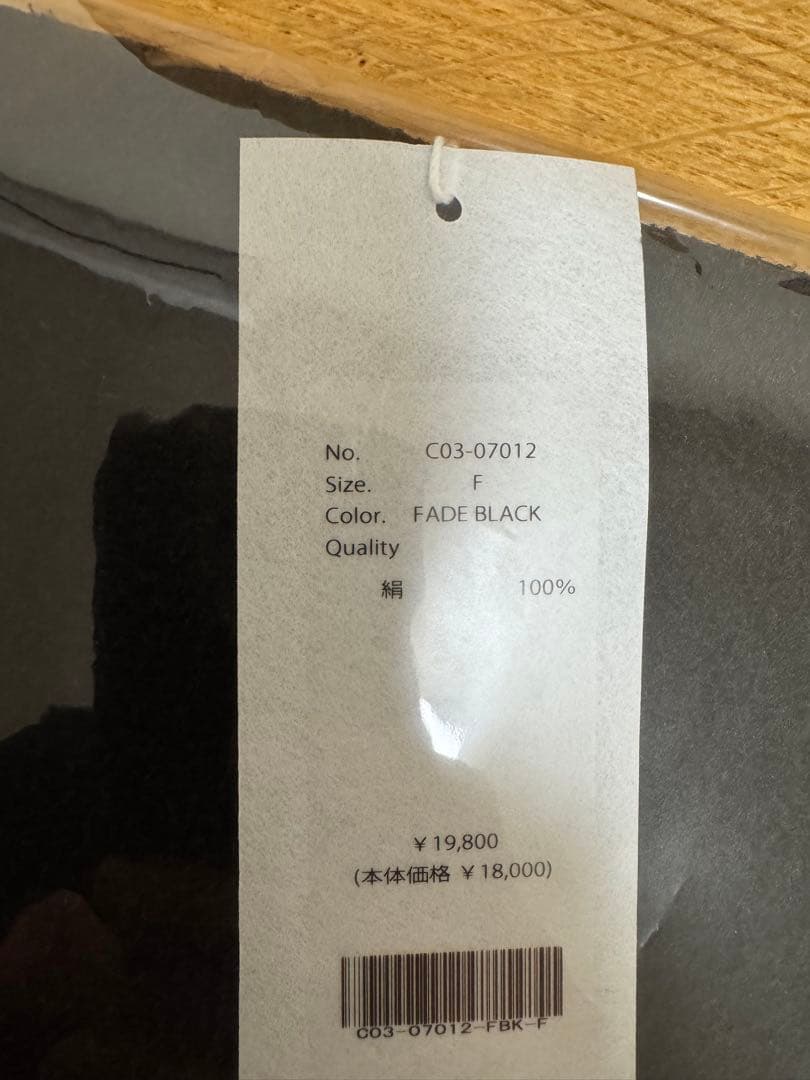 No. C03-07012
Size. F
Color. FADE BLACK
Quality
絹 100%
￥19,800
(本体価格 ￥18,000)
C03-07012-FBK-F